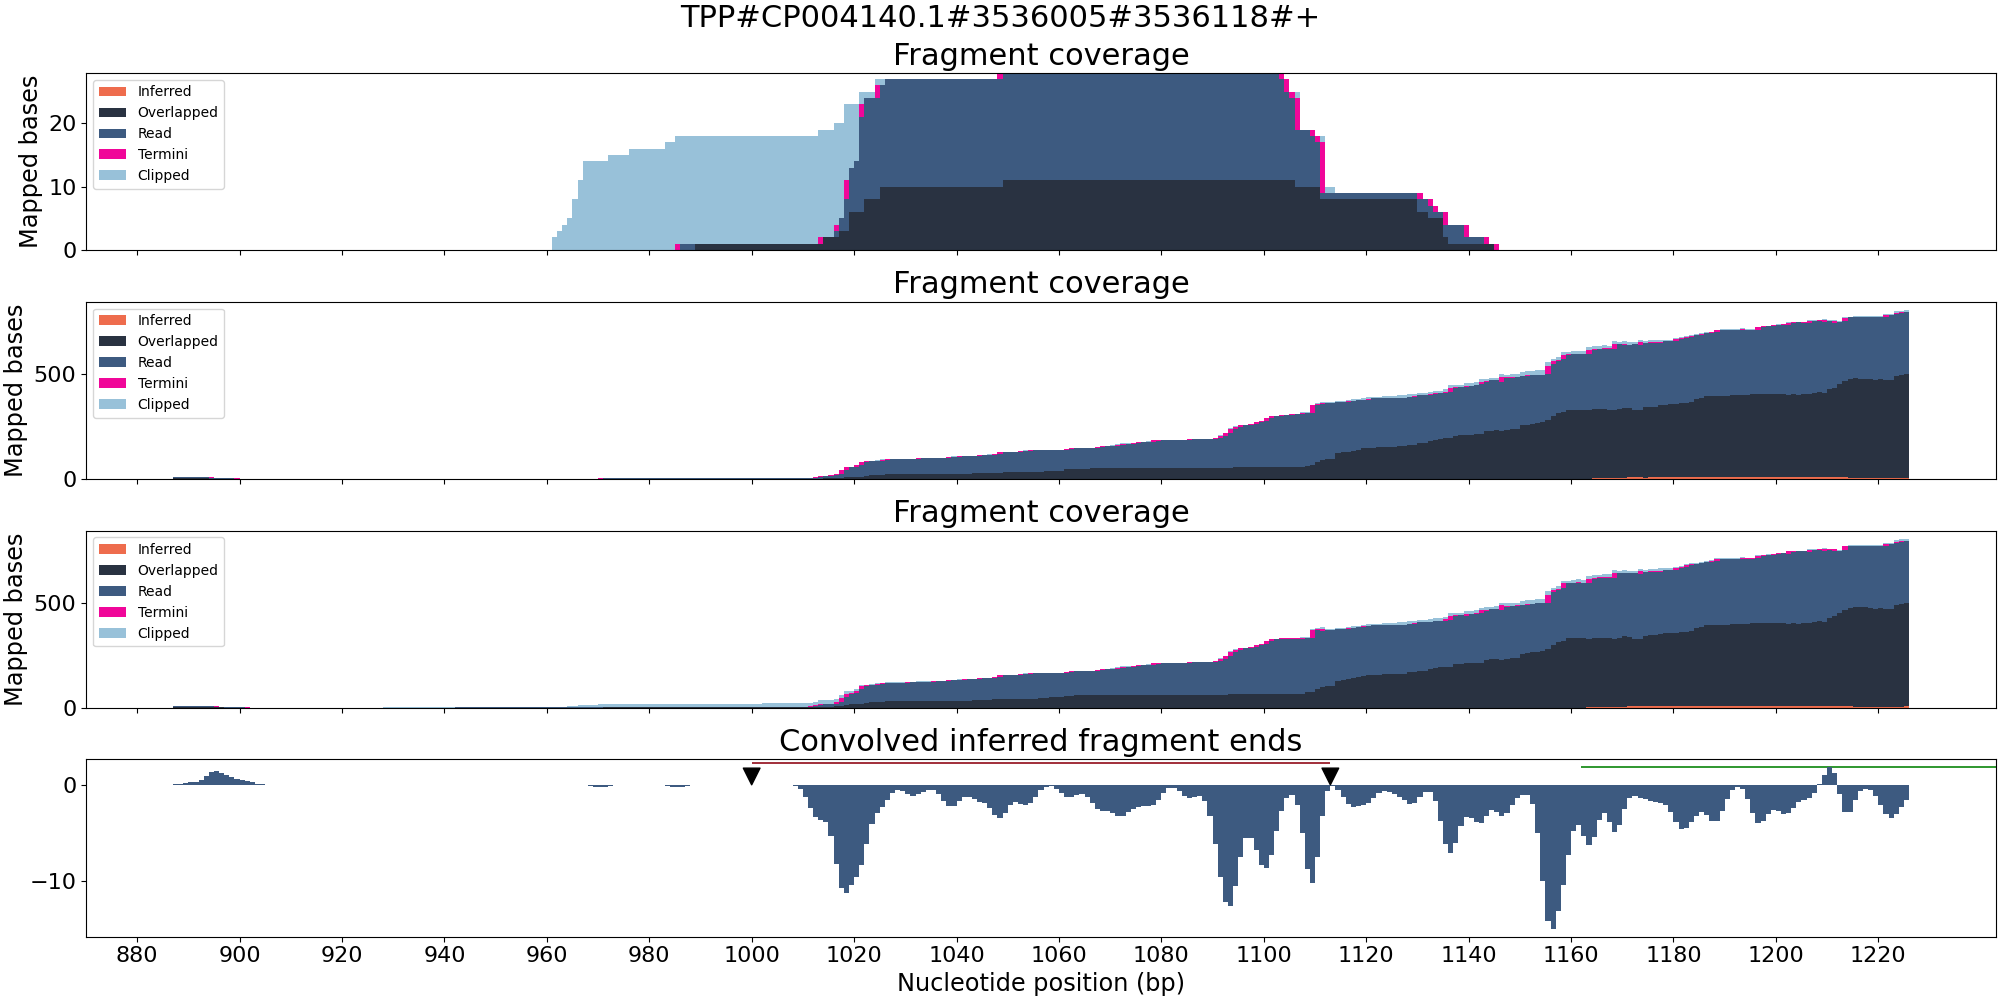 TPP#CP004140.1#3536005#3536118#+
Fragment coverage
Mapped bases
20
10
0
Inferred
Overlapped
Read
Termini
Clipped
Fragment coverage
Mapped bases
500
0
Inferred
Overlapped
Read
Termini
Clipped
Fragment coverage
Mapped bases
500
0
Inferred
Overlapped
Read
Termini
Clipped
Convolved inferred fragment ends
0
−10
880 900 920 940 960 980 1000 1020 1040 1060 1080 1100 1120 1140 1160 1180 1200 1220
Nucleotide position (bp)